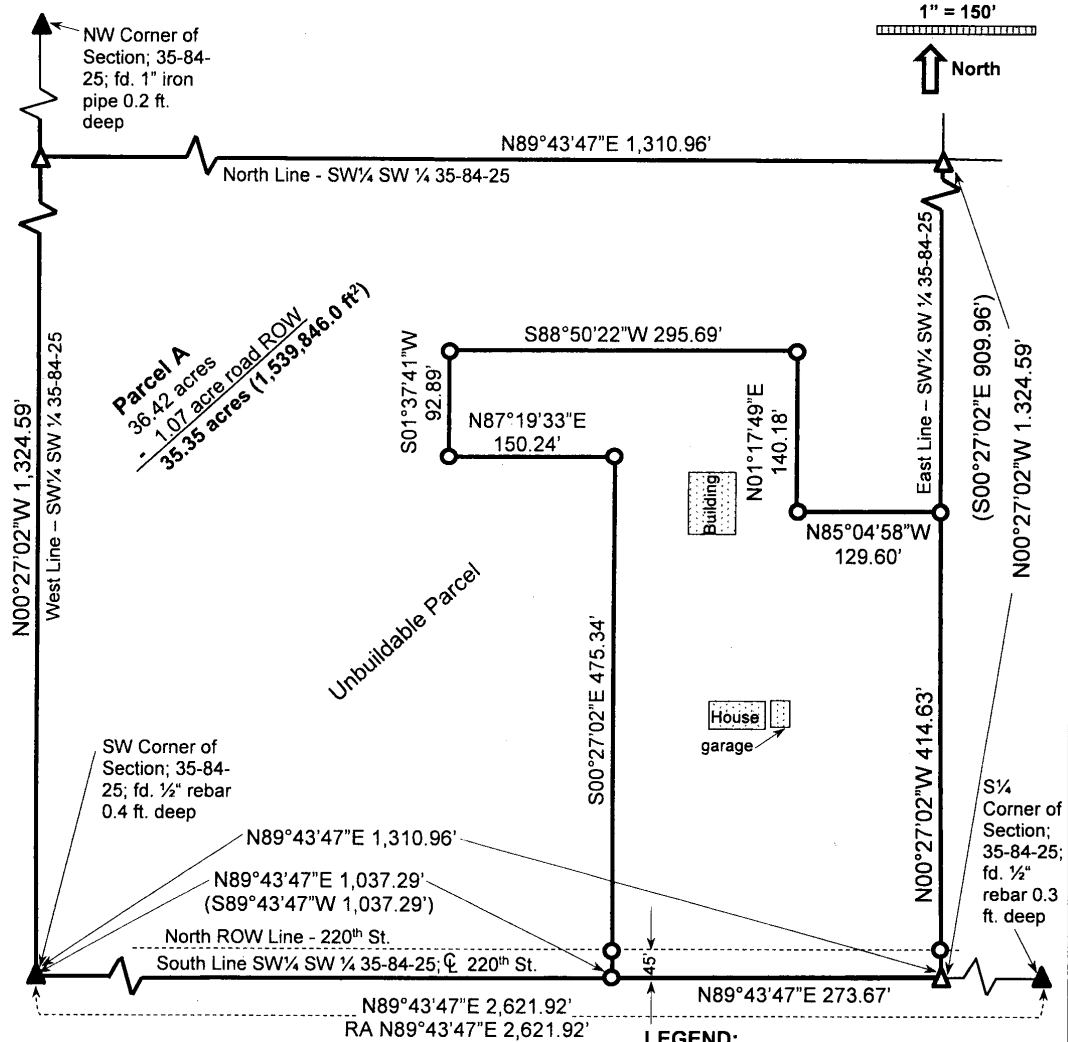 1" = 150'
North
NW Corner of
Section; 35-84-
25; fd. 1" iron
pipe 0.2 ft.
deep
N89°43'47"E 1,310.96'
North Line - SW¼ SW ¼ 35-84-25
Parcel A
36.42 acres
- 1.07 acre road ROW
35.35 acres (1,539,846.0 ft²)
N00°27'02"W 1,324.59'
West Line – SW¼ SW ¼ 35-84-25
S88°50'22"W 295.69'
S01°37'41"W
92.89'
N87°19'33"E
150.24'
N01°17'49"E
140.18'
Building
N85°04'58"W
129.60'
East Line – SW¼ SW ¼ 35-84-25
(S00°27'02"E 909.96')
N00°27'02"W 1.324.59'
Unbuildable Parcel
S00°27'02"E 475.34'
House
garage
N00°27'02"W 414.63'
SW Corner of
Section; 35-84-
25; fd. ½" rebar
0.4 ft. deep
S¼
Corner of
Section;
35-84-25;
fd. ½"
rebar 0.3
ft. deep
N89°43'47"E 1,310.96'
N89°43'47"E 1,037.29'
(S89°43'47"W 1,037.29')
North ROW Line - 220th St.
South Line SW¼ SW ¼ 35-84-25; ℄ 220th St.
45'
N89°43'47"E 273.67'
N89°43'47"E 2,621.92'
RA N89°43'47"E 2,621.92'
LEGEND: